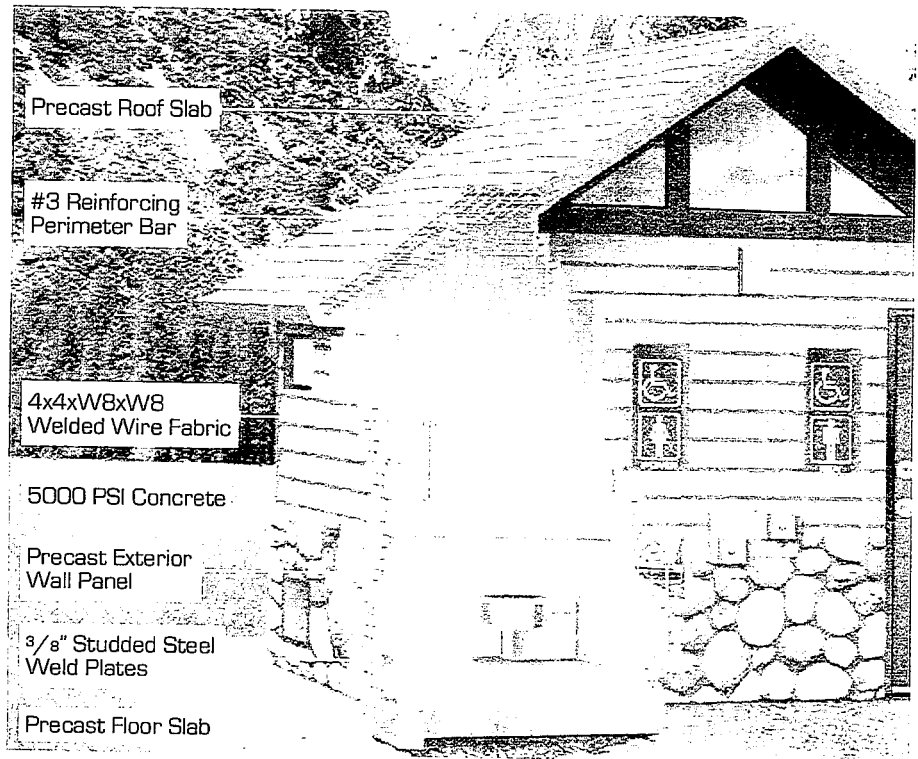 Precast Roof Slab
#3 Reinforcing
Perimeter Bar
4x4xW8xW8
Welded Wire Fabric
5000 PSI Concrete
Precast Exterior
Wall Panel
3/8" Studded Steel
Weld Plates
Precast Floor Slab